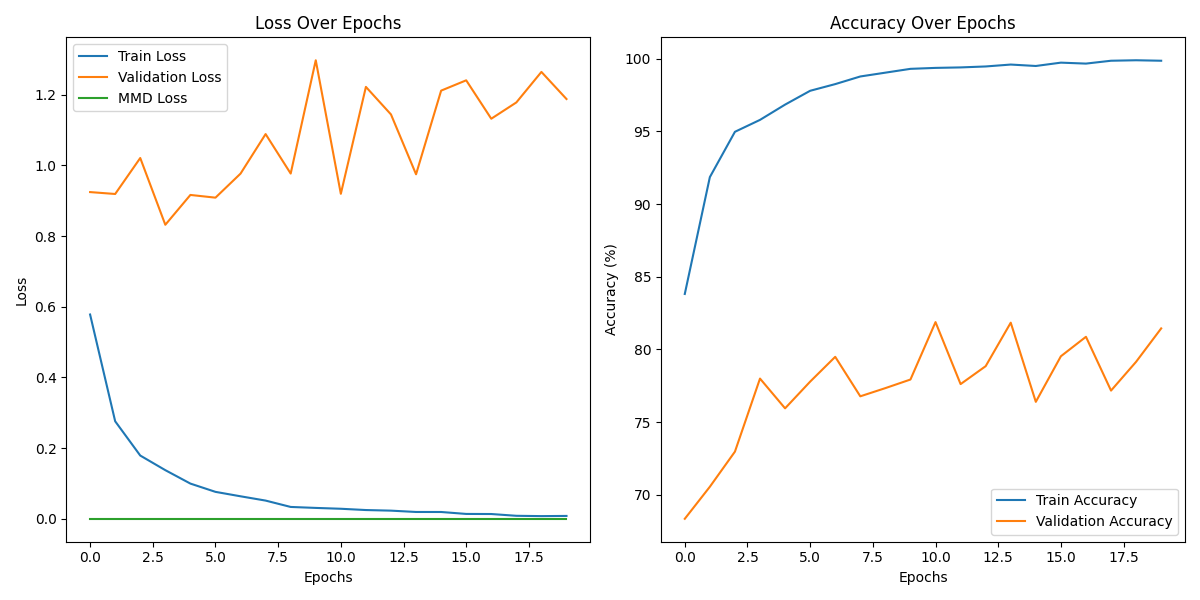 Loss Over Epochs
Train Loss
Validation Loss
MMD Loss
1.2
1.0
0.8
0.6
0.4
0.2
0.0
Loss
0.0 2.5 5.0 7.5 10.0 12.5 15.0 17.5
Epochs
Accuracy Over Epochs
100
95
90
85
80
75
70
Accuracy (%)
Train Accuracy
Validation Accuracy
0.0 2.5 5.0 7.5 10.0 12.5 15.0 17.5
Epochs